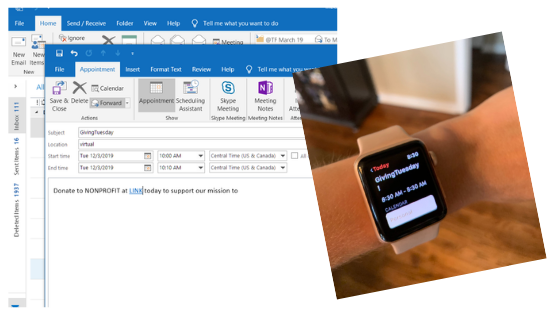 File Home Send / Receive Folder View Help Tell me what you want to do
Ignore
Meeting
@TF March 19
To M
New Email
New Items
New
Inbox 111
Sent Items 16
Deleted Items 1937
All
File Appointment Insert Format Text Review Help Tell me what you wa
Save & Close
Delete
Calendar
Forward
Actions
Appointment
Scheduling Assistant
Show
Skype Meeting
Skype Meeting
Meeting Notes
Meeting Notes
Subject GivingTuesday
Location virtual
Start time Tue 12/3/2019 10:00 AM Central Time (US & Canada)
End time Tue 12/3/2019 10:10 AM Central Time (US & Canada)
Donate to NONPROFIT at LINK today to support our mission to
<Today
8:30
GivingTuesday
!
8:30 AM - 8:30 AM
CALENDAR